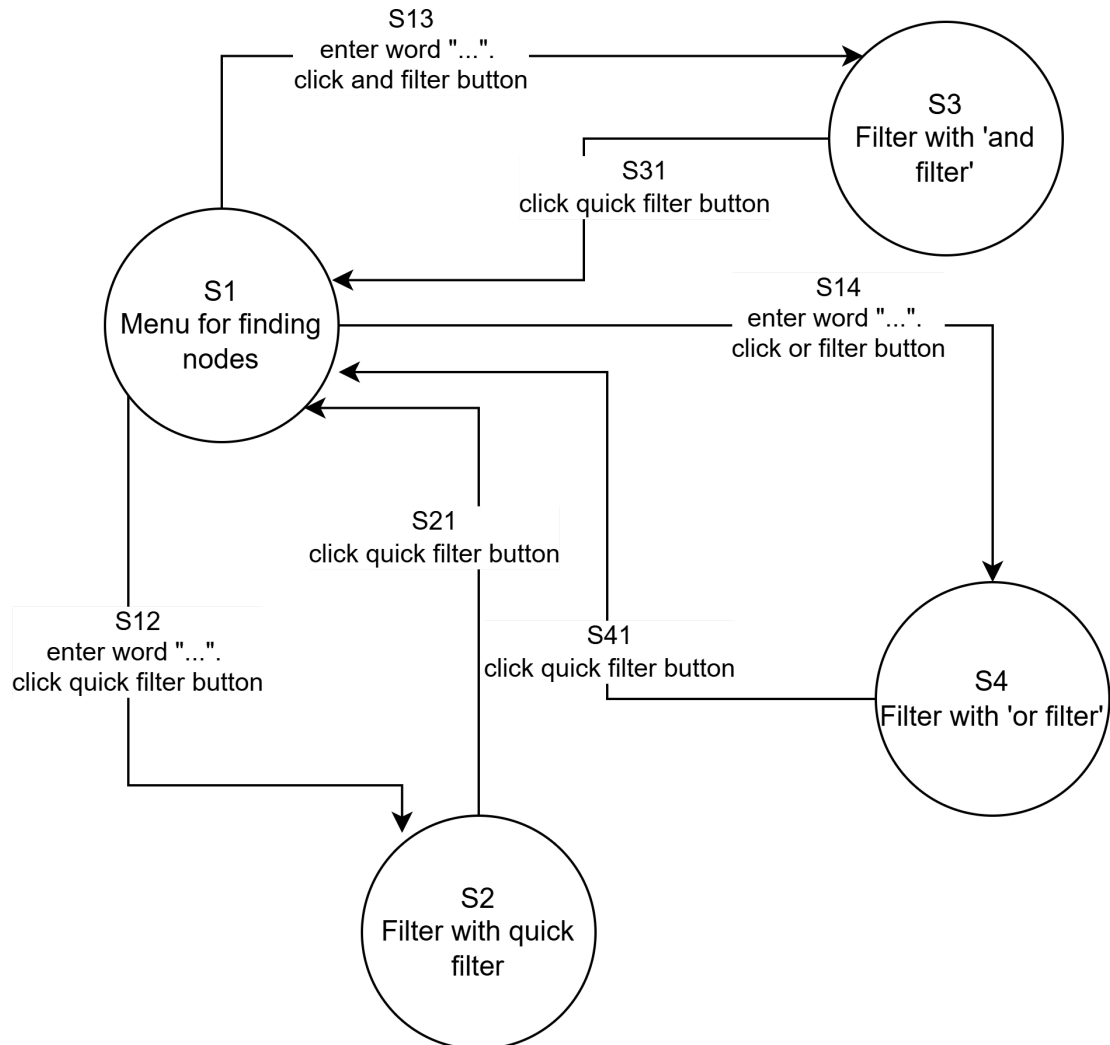 S13
enter word "...".
click and filter button
S3
Filter with 'and
filter'
S31
click quick filter button
S1
Menu for finding
nodes
S14
enter word "...".
click or filter button
S21
click quick filter button
S12
enter word "...".
click quick filter button
S41
click quick filter button
S4
Filter with 'or filter'
S2
Filter with quick
filter